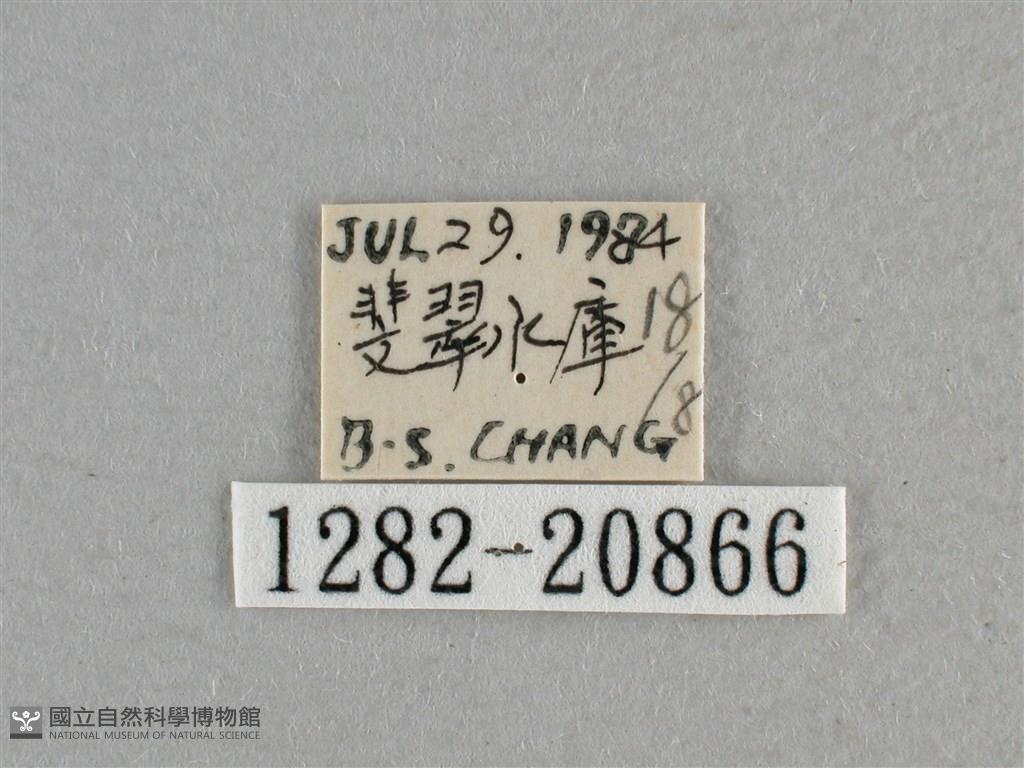 JUL 29. 1984
翡翠水庫 18/8
B-S. CHANG
1282-20866
國立自然科學博物館
NATIONAL MUSEUM OF NATURAL SCIENCE